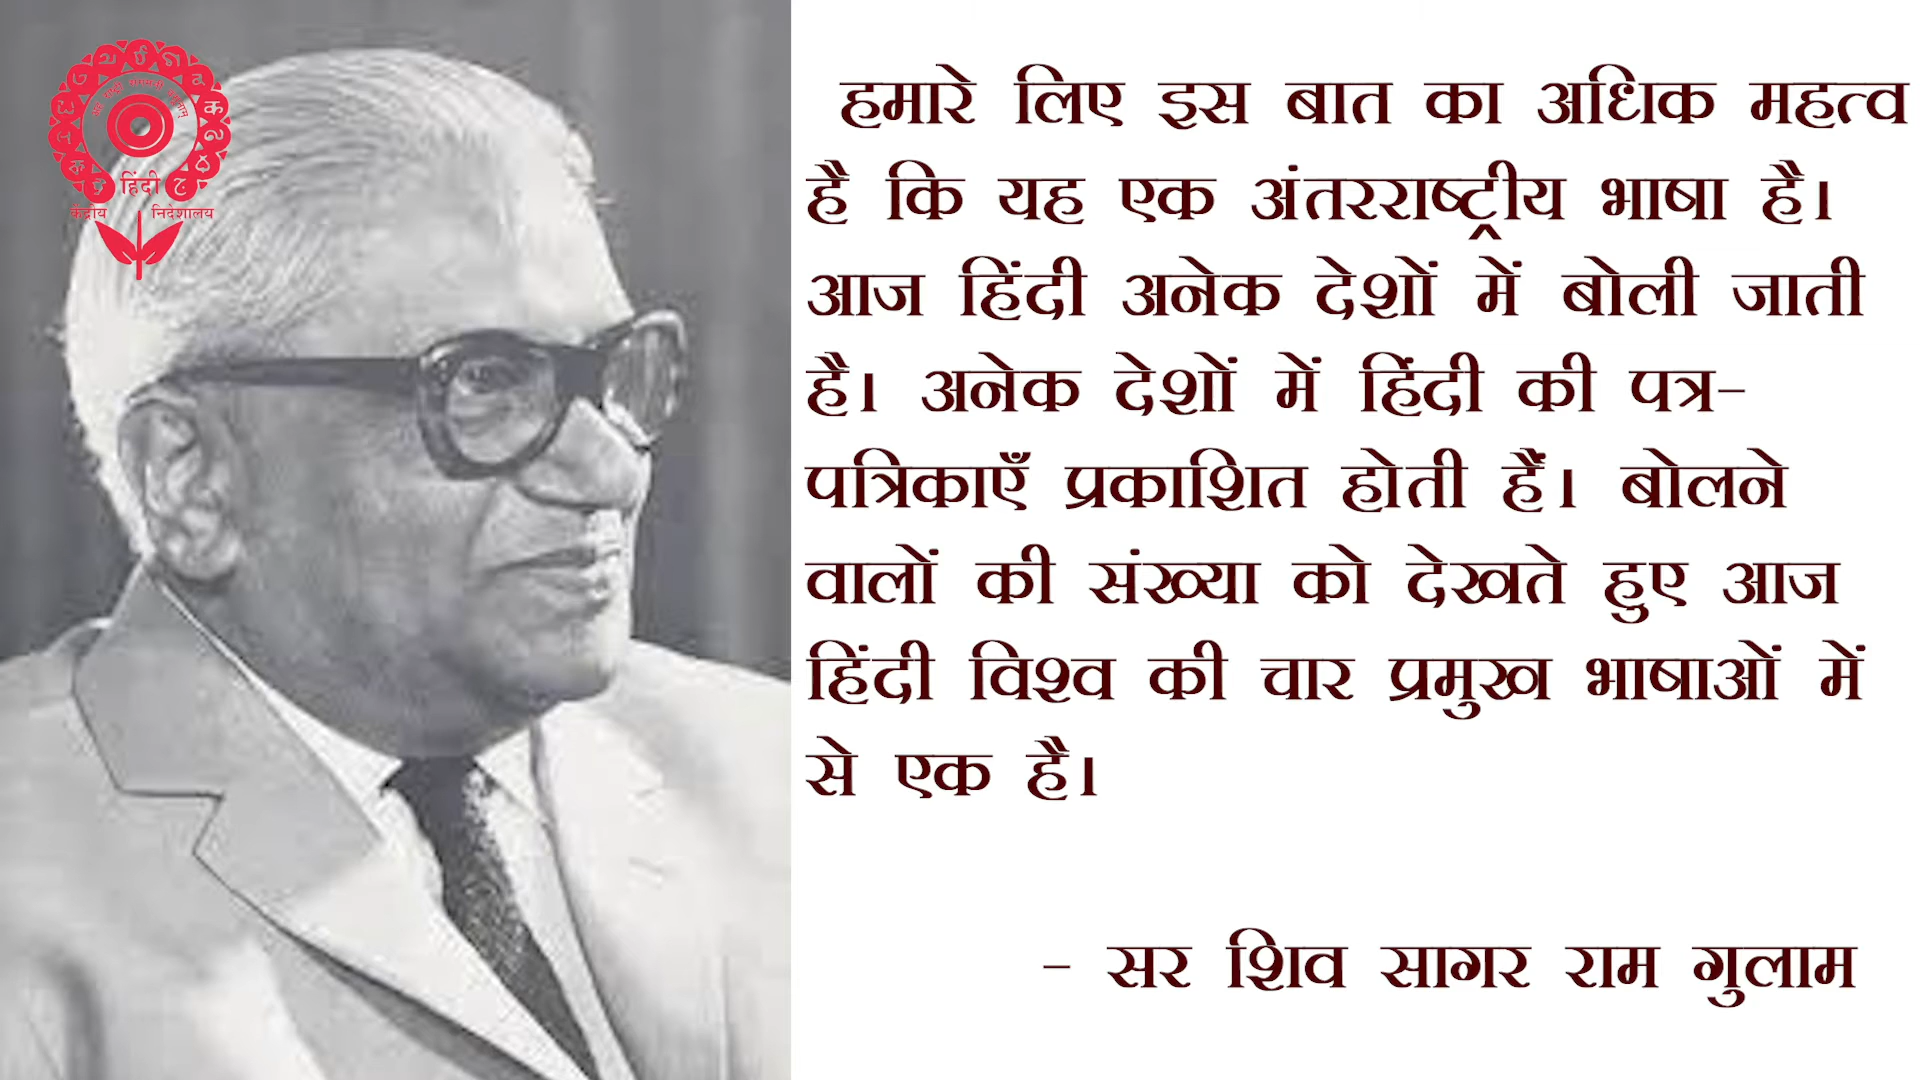 हिंदी
केंद्रीय निदेशालय
हमारे लिए इस बात का अधिक महत्व
है कि यह एक अंतरराष्ट्रीय भाषा है।
आज हिंदी अनेक देशों में बोली जाती
है। अनेक देशों में हिंदी की पत्र-
पत्रिकाएँ प्रकाशित होती हैं। बोलने
वालों की संख्या को देखते हुए आज
हिंदी विश्व की चार प्रमुख भाषाओं में
से एक है।
- सर शिव सागर राम गुलाम